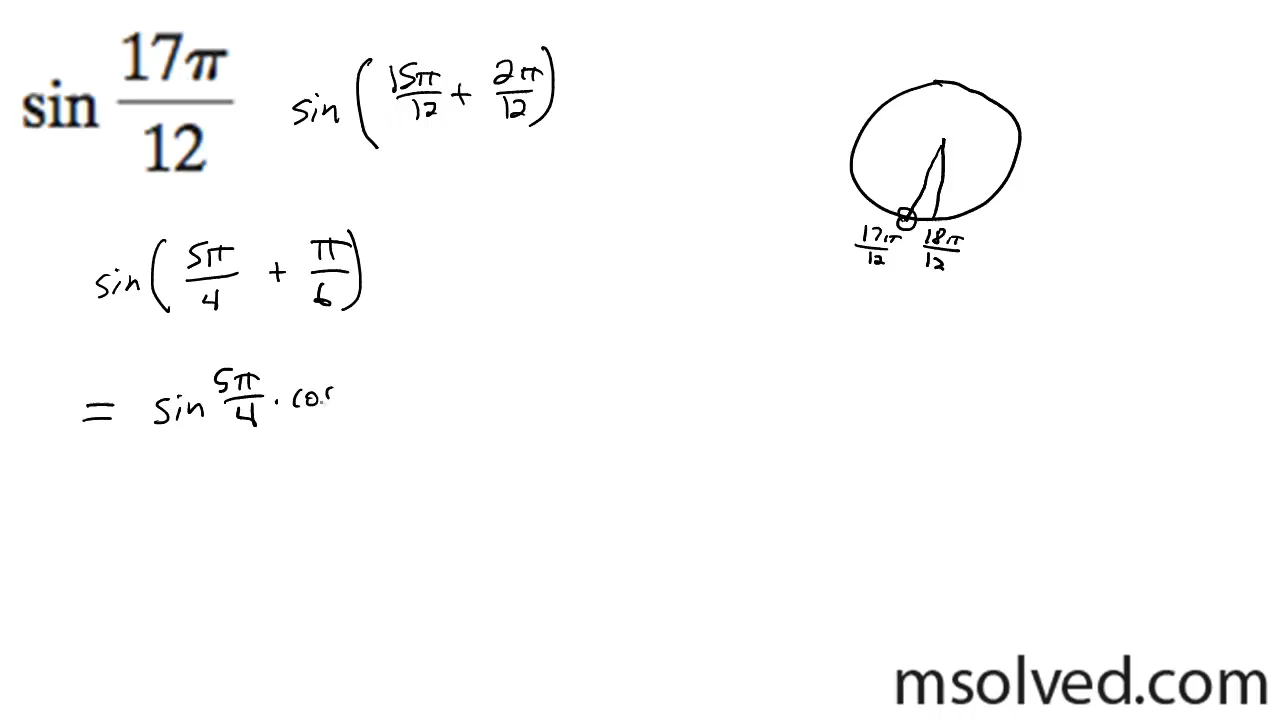 sin 17π/12 sin (15π/12 + 2π/12)
17π/12 18π/12
sin (5π/4 + π/6)
= sin 5π/4 · cos
msolved.com